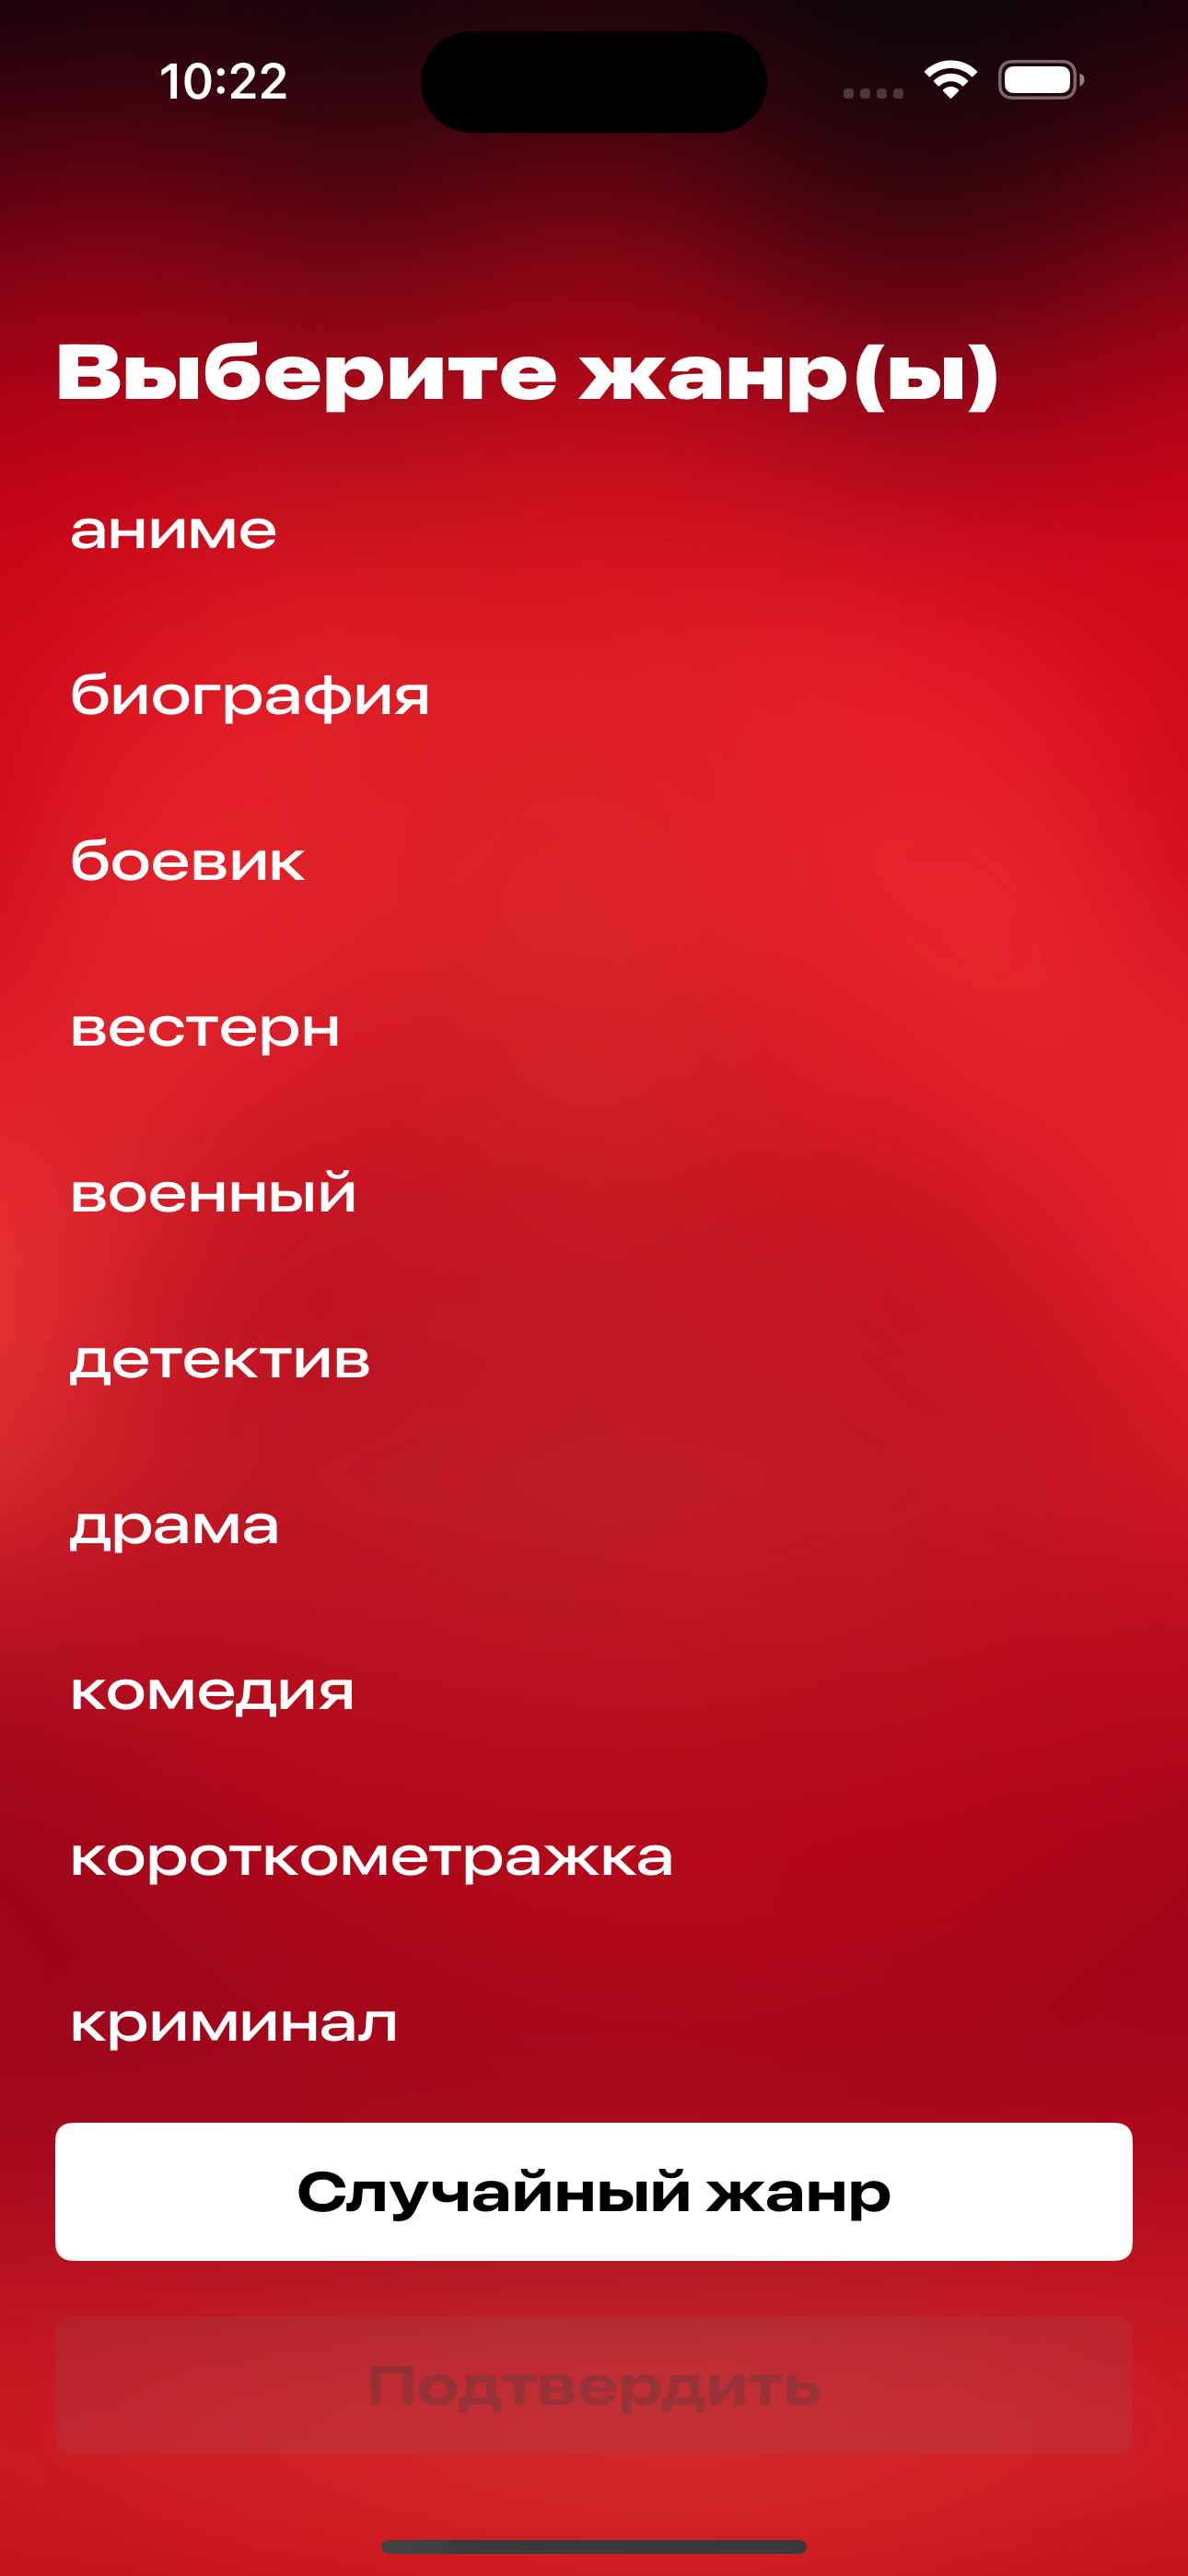 10:22
Выберите жанр(ы)
аниме
биография
боевик
вестерн
военный
детектив
драма
комедия
короткометражка
криминал
Случайный жанр
Подтвердить